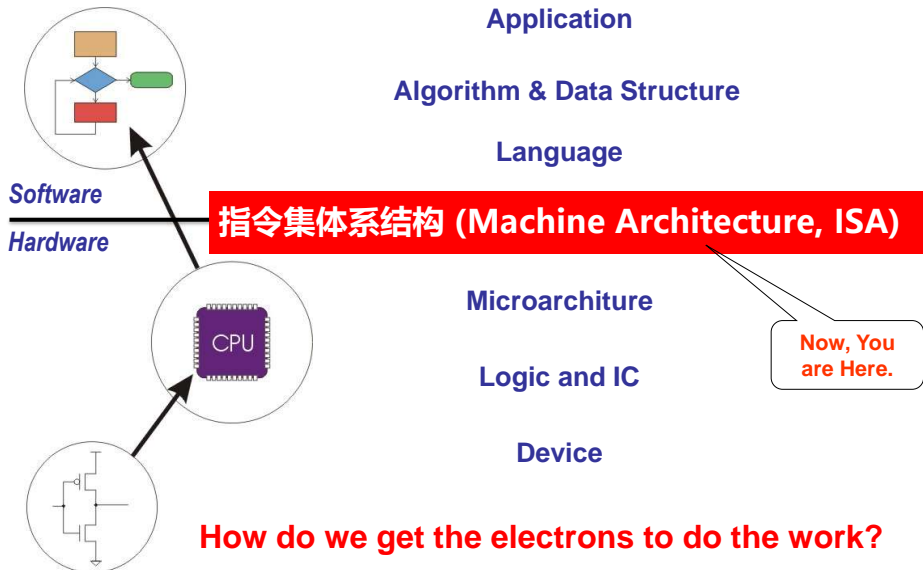 Application
Algorithm & Data Structure
Language
Software
指令集体系结构 (Machine Architecture, ISA)
Hardware
Microarchiture
CPU
Now, You
are Here.
Logic and IC
Device
How do we get the electrons to do the work?